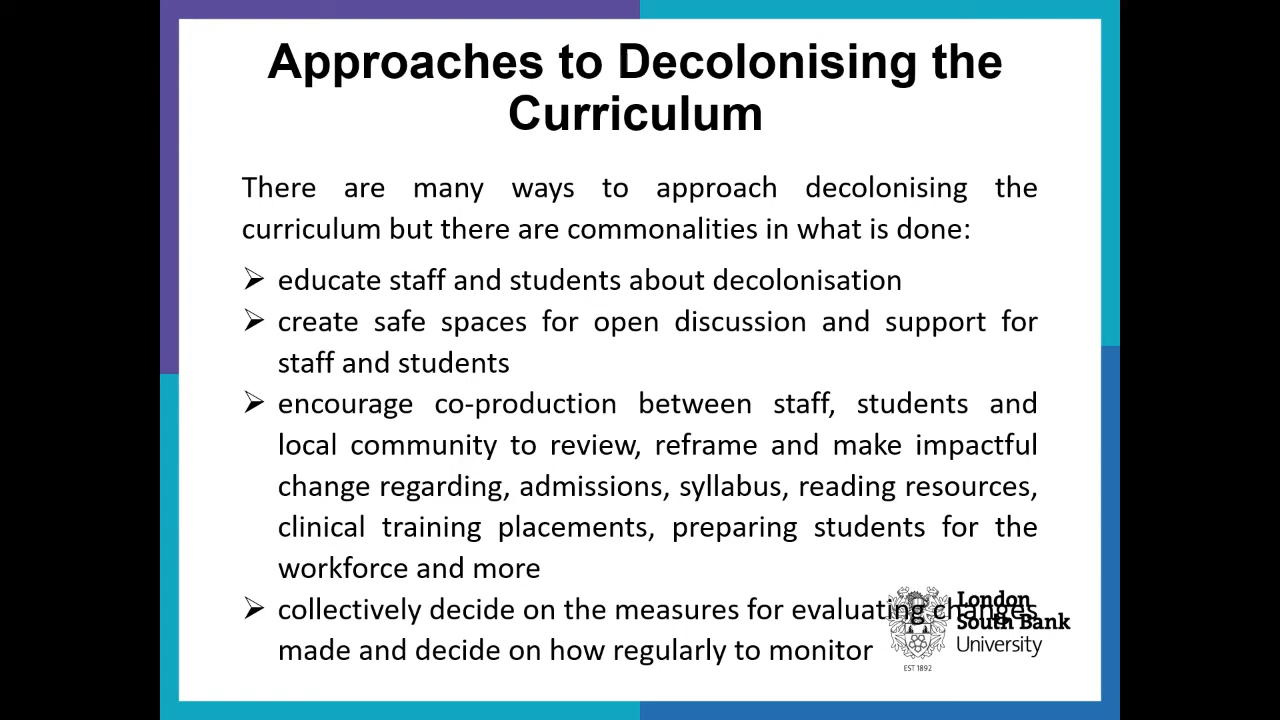 Approaches to Decolonising the
Curriculum
There are many ways to approach decolonising the
curriculum but there are commonalities in what is done:
➢ educate staff and students about decolonisation
➢ create safe spaces for open discussion and support for
staff and students
➢ encourage co-production between staff, students and
local community to review, reframe and make impactful
change regarding, admissions, syllabus, reading resources,
clinical training placements, preparing students for the
workforce and more
➢ collectively decide on the measures for evaluating changes
made and decide on how regularly to monitor
London
South Bank
University
EST 1892